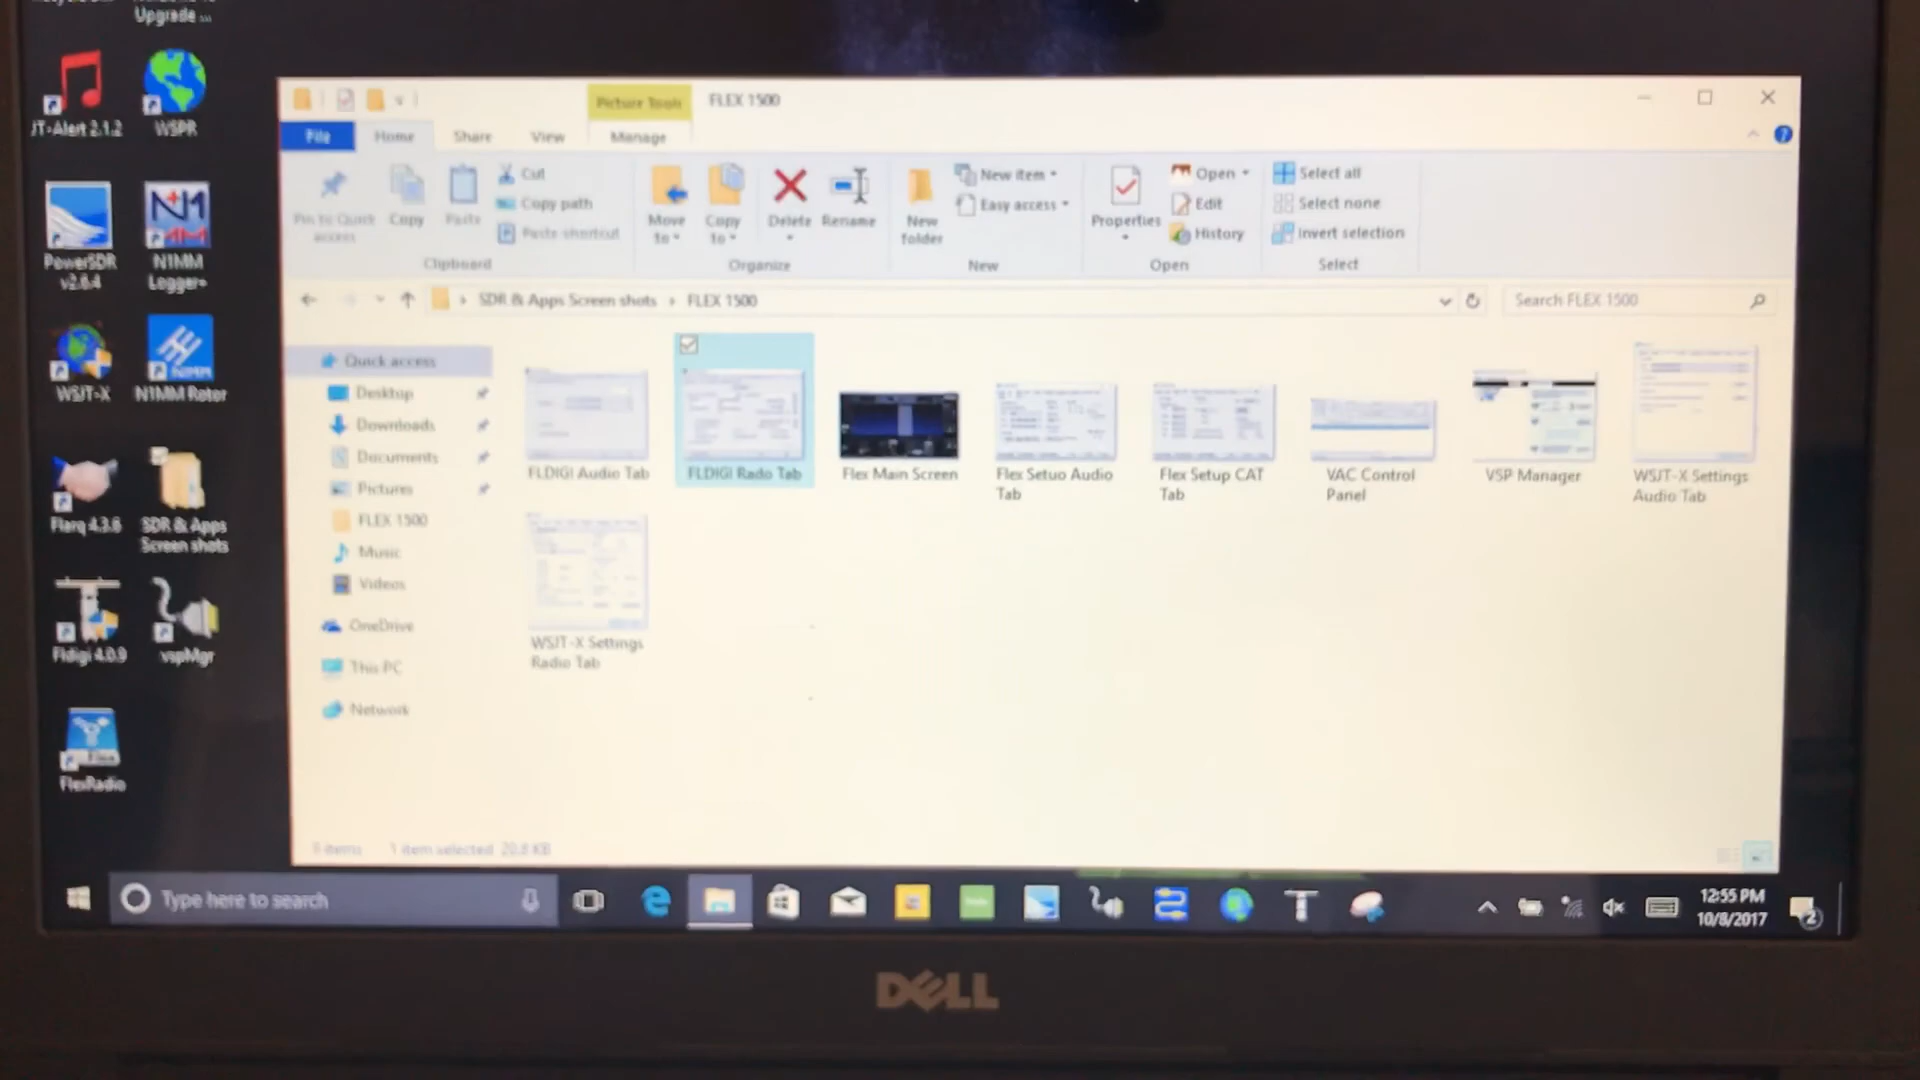 Upgrade ...
JT-Alert 2.1.2
WSPR
PowerSDR
v2.8.4
N1MM
Logger+
WSJT-X
N1MM Rotor
Flarq 4.3.6
SDR & Apps
Screen shots
Fldigi 4.0.9
vspMgr
FlexRadio
Picture Tools
FLEX 1500
File
Home
Share
View
Manage
Pin to Quick
access
Copy
Paste
Cut
Copy path
Paste shortcut
Clipboard
Move
to
Copy
to
Delete
Rename
Organize
New
folder
New item
Easy access
New
Properties
Open
Edit
History
Open
Select all
Select none
Invert selection
Select
SDR & Apps Screen shots
FLEX 1500
Search FLEX 1500
Quick access
Desktop
Downloads
Documents
Pictures
FLEX 1500
Music
Videos
OneDrive
This PC
Network
FLDIGI Audio Tab
FLDIGI Rado Tab
Flex Main Screen
Flex Setuo Audio
Tab
Flex Setup CAT
Tab
VAC Control
Panel
VSP Manager
WSJT-X Settings
Audio Tab
WSJT-X Settings
Radio Tab
9 items
1 item selected 20.8 KB
Type here to search
12:55 PM
10/8/2017
2
DELL